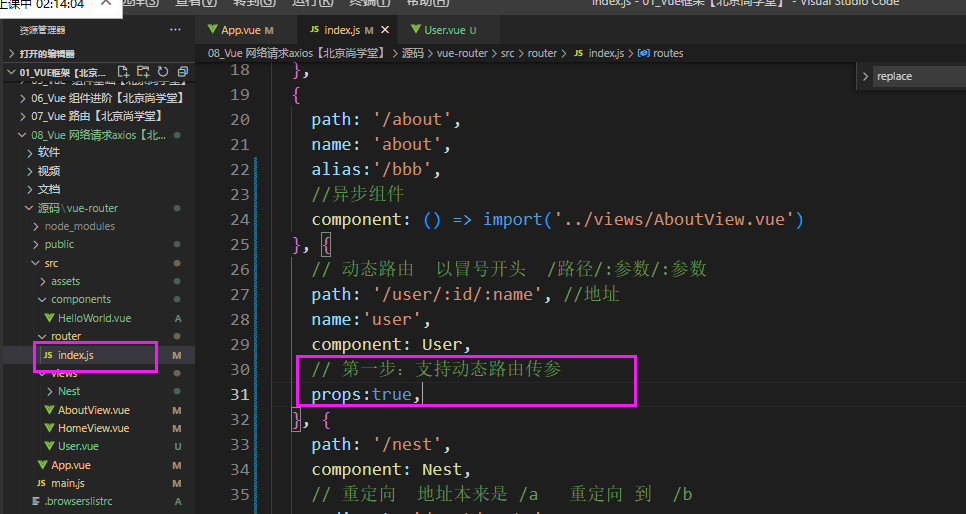 上课中 02:14:04
选择(S) 查看(V) 转到(G) 运行(R) 终端(T) 帮助(H)
index.js - 01_Vue框架【北京尚学堂】 - Visual Studio Code
资源管理器 ···
打开的编辑器
01_VUE框架【北京...
06_Vue 组件进阶【北京尚学堂】
07_Vue 路由【北京尚学堂】
08_Vue 网络请求axios【北...
软件
视频
文档
源码\vue-router
node_modules
public
src
assets
components
HelloWorld.vue A
router
JS index.js M
views
Nest
AboutView.vue M
HomeView.vue M
User.vue U
App.vue M
JS main.js M
.browserslistrc A
App.vue M
JS index.js M ×
User.vue U
08_Vue 网络请求axios【北京尚学堂】 > 源码 > vue-router > src > router > JS index.js > routes
replace
18 },
19 {
20 path: '/about',
21 name: 'about',
22 alias:'/bbb',
23 //异步组件
24 component: () => import('../views/AboutView.vue')
25 }, {
26 // 动态路由 以冒号开头 /路径/:参数/:参数
27 path: '/user/:id/:name', //地址
28 name:'user',
29 component: User,
30 // 第一步：支持动态路由传参
31 props:true,
32 }, {
33 path: '/nest',
34 component: Nest,
35 // 重定向 地址本来是 /a 重定向 到 /b